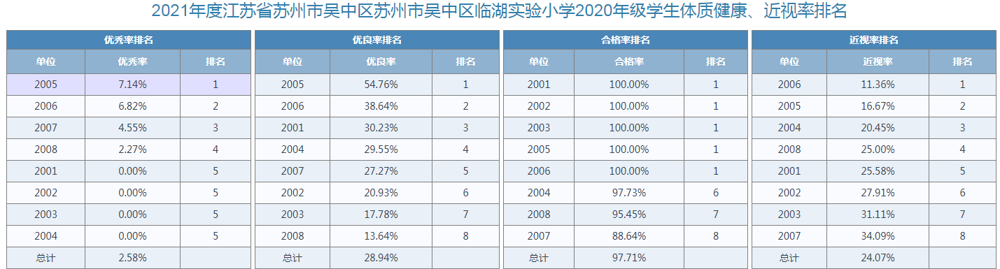 2021年度江苏省苏州市吴中区苏州市吴中区临湖实验小学2020年级学生体质健康、近视率排名
优秀率排名 优良率排名 合格率排名 近视率排名
单位 优秀率 排名 单位 优良率 排名 单位 合格率 排名 单位 近视率 排名
2005 7.14% 1 2005 54.76% 1 2001 100.00% 1 2006 11.36% 1
2006 6.82% 2 2006 38.64% 2 2002 100.00% 1 2005 16.67% 2
2007 4.55% 3 2001 30.23% 3 2003 100.00% 1 2004 20.45% 3
2008 2.27% 4 2004 29.55% 4 2005 100.00% 1 2008 25.00% 4
2001 0.00% 5 2007 27.27% 5 2006 100.00% 1 2001 25.58% 5
2002 0.00% 5 2002 20.93% 6 2004 97.73% 6 2002 27.91% 6
2003 0.00% 5 2003 17.78% 7 2008 95.45% 7 2003 31.11% 7
2004 0.00% 5 2008 13.64% 8 2007 88.64% 8 2007 34.09% 8
总计 2.58% 总计 28.94% 总计 97.71% 总计 24.07%